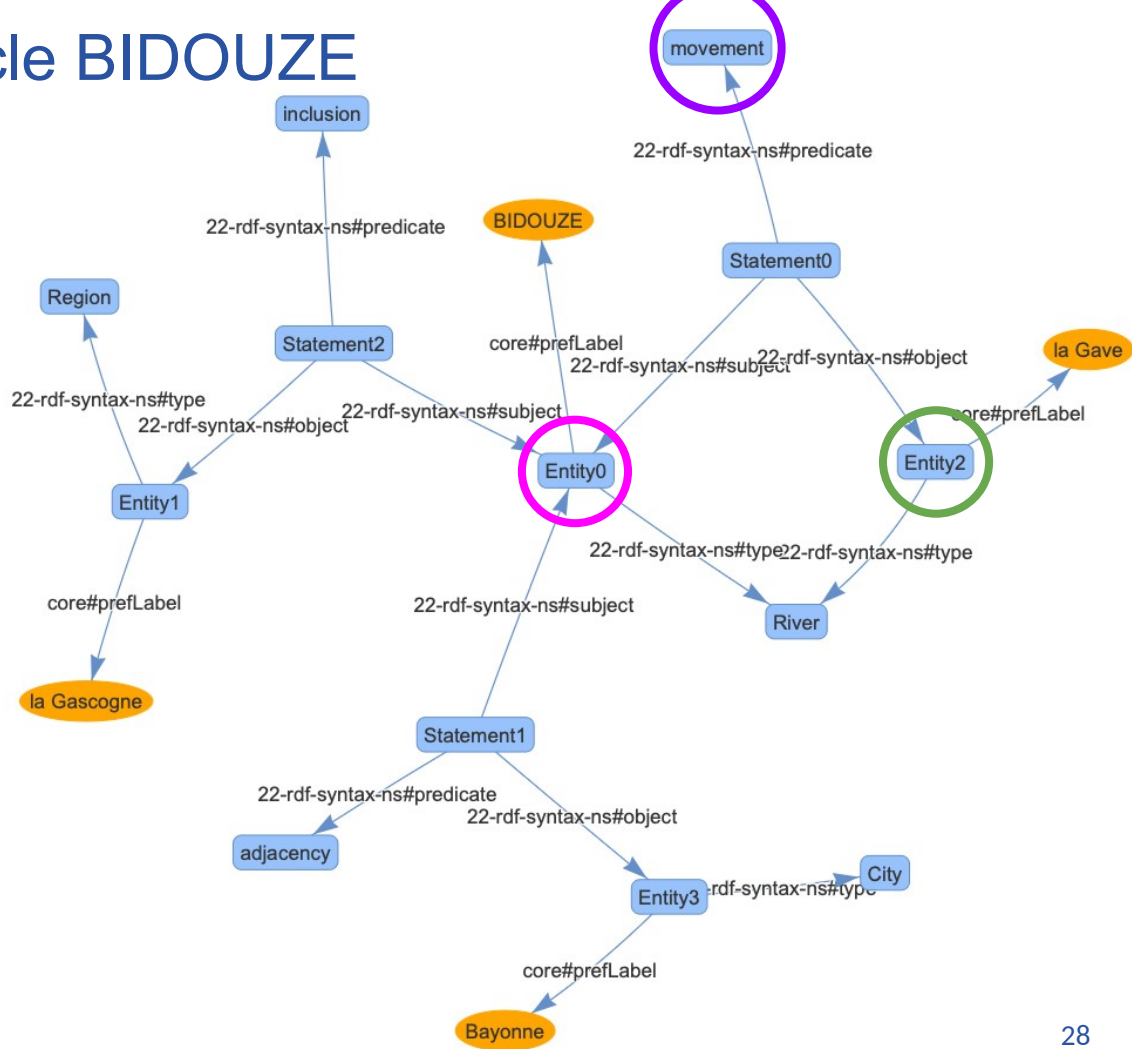 cle BIDOUZE
movement
inclusion
22-rdf-syntax-ns#predicate
BIDOUZE
22-rdf-syntax-ns#predicate
Statement0
Region
Statement2
core#prefLabel
la Gave
22-rdf-syntax-ns#subject
22-rdf-syntax-ns#object
22-rdf-syntax-ns#type
22-rdf-syntax-ns#subject
core#prefLabel
22-rdf-syntax-ns#object
Entity0
Entity2
Entity1
22-rdf-syntax-ns#type
22-rdf-syntax-ns#type
core#prefLabel
22-rdf-syntax-ns#subject
River
la Gascogne
Statement1
22-rdf-syntax-ns#predicate
22-rdf-syntax-ns#object
adjacency
City
Entity3
-rdf-syntax-ns#type
core#prefLabel
Bayonne
28